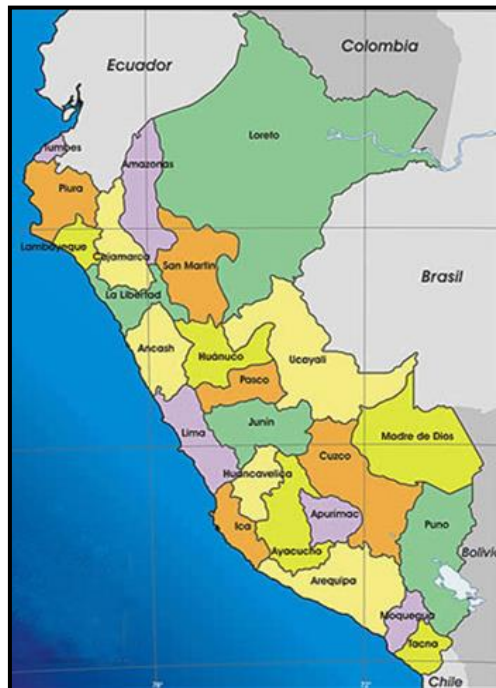 Colombia
Ecuador
Loreto
Tumbes
Amazonas
Piura
Lambayeque
Cajamarca
San Martín
Brasil
La Libertad
Ancash
Huánuco
Ucayali
Pasco
Lima
Junín
Madre de Dios
Cuzco
Huancavelica
Apurimac
Ica
Puno
Ayacucho
Bolivia
Arequipa
Moquegua
Tacna
Chile